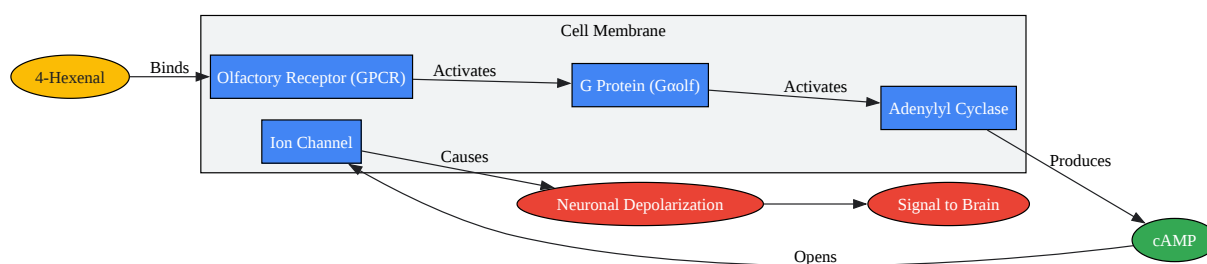 Cell Membrane
4-Hexenal
Binds
Olfactory Receptor (GPCR)
Activates
G Protein (Gαolf)
Activates
Adenylyl Cyclase
Ion Channel
Causes
Produces
Neuronal Depolarization
Signal to Brain
cAMP
Opens